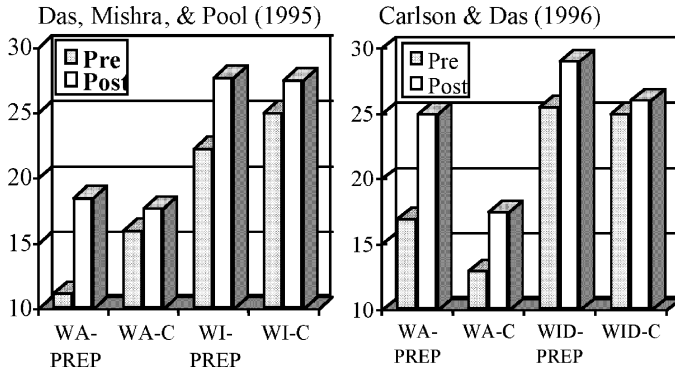 Das, Mishra, & Pool (1995)
30
25
20
15
10
Pre
Post
WA-
PREP
WA-C
WI-
PREP
WI-C
Carlson & Das (1996)
30
25
20
15
10
Pre
Post
WA-
PREP
WA-C
WID-
PREP
WID-C